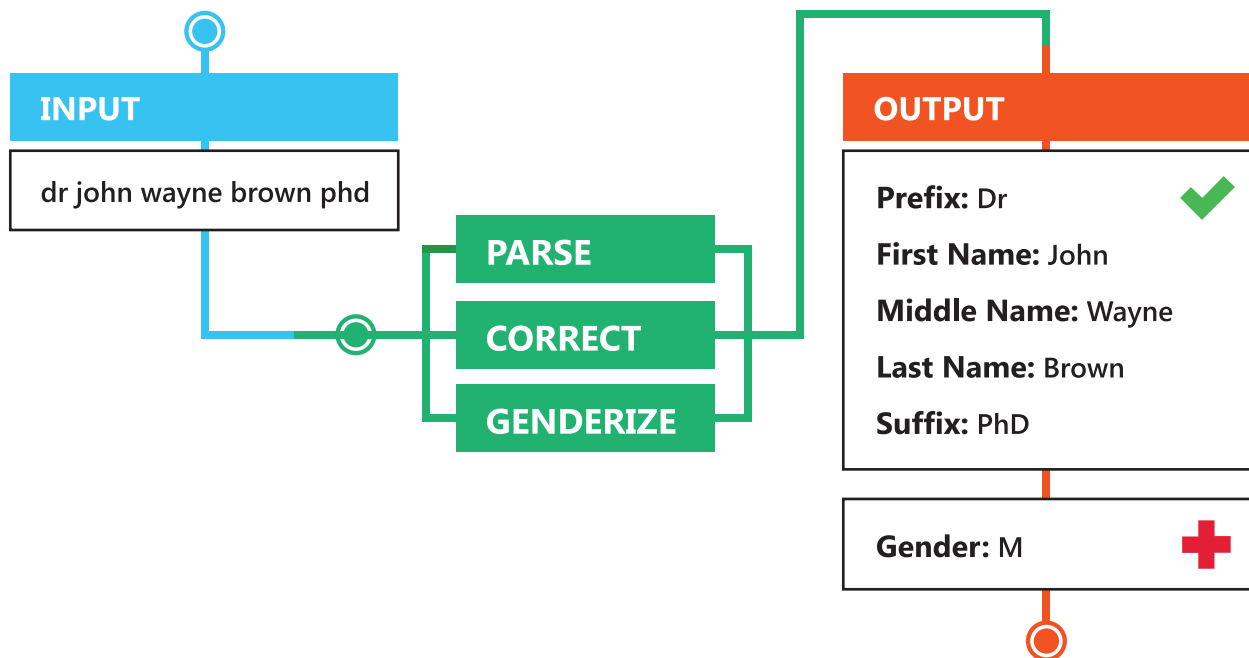 INPUT
dr john wayne brown phd
PARSE
CORRECT
GENDERIZE
OUTPUT
Prefix: Dr
First Name: John
Middle Name: Wayne
Last Name: Brown
Suffix: PhD
Gender: M